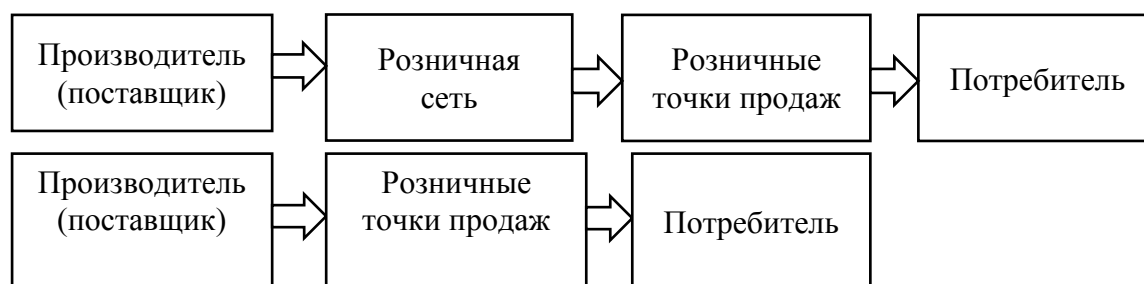 Производитель
(поставщик)
Розничная
сеть
Розничные
точки продаж
Потребитель
Производитель
(поставщик)
Розничные
точки продаж
Потребитель